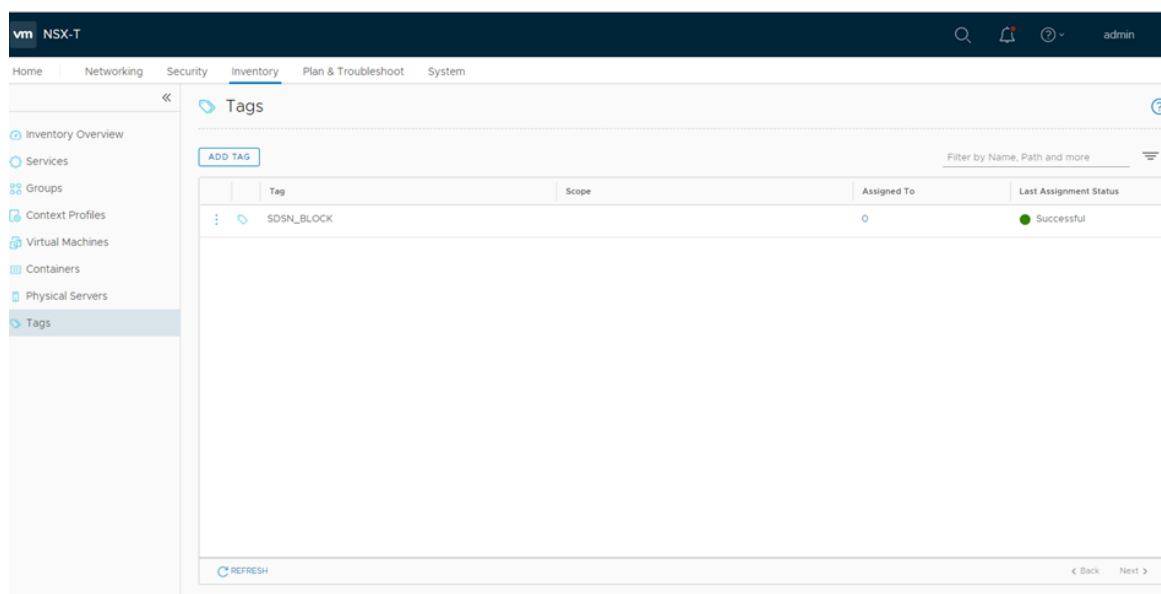 vm NSX-T admin
Home Networking Security Inventory Plan & Troubleshoot System
Tags
Inventory Overview
Services
Groups
Context Profiles
Virtual Machines
Containers
Physical Servers
Tags
ADD TAG Filter by Name, Path and more
Tag Scope Assigned To Last Assignment Status
SDSN_BLOCK 0 Successful
REFRESH Back Next